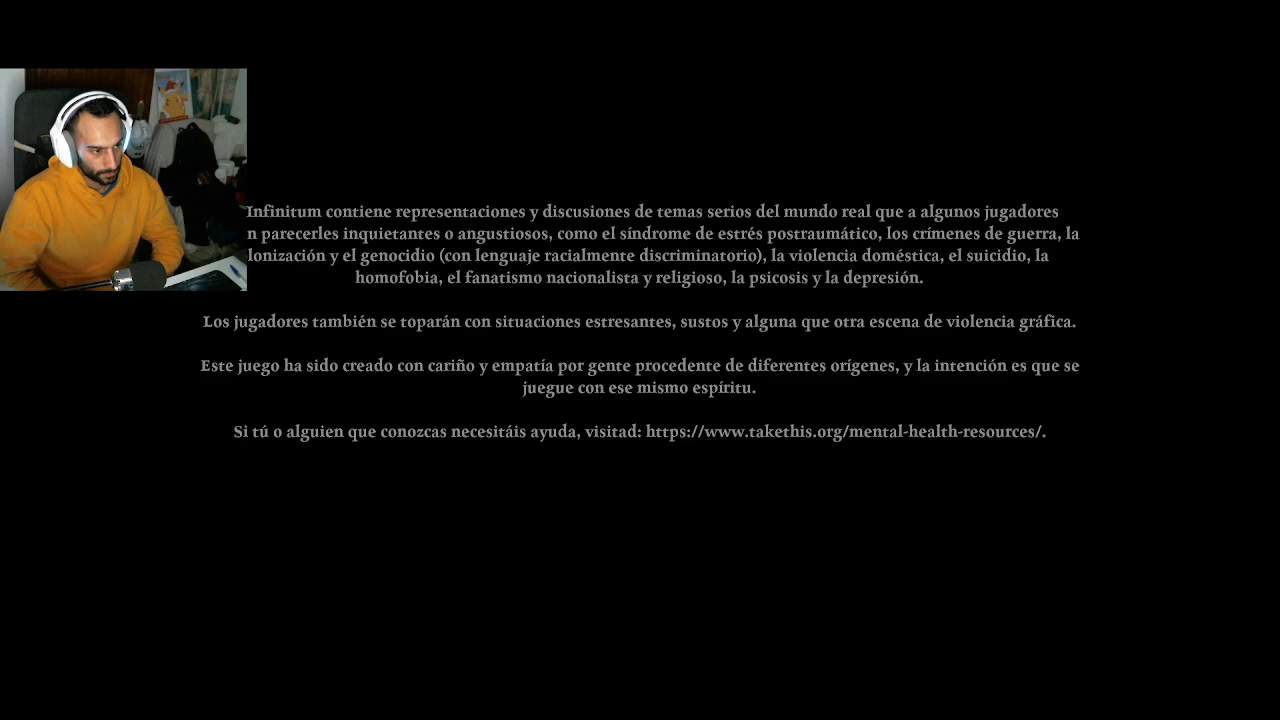 Infinitum contiene representaciones y discusiones de temas serios del mundo real que a algunos jugadores
n parecerles inquietantes o angustiosos, como el síndrome de estrés postraumático, los crímenes de guerra, la
lonización y el genocidio (con lenguaje racialmente discriminatorio), la violencia doméstica, el suicidio, la
homofobia, el fanatismo nacionalista y religioso, la psicosis y la depresión.
Los jugadores también se toparán con situaciones estresantes, sustos y alguna que otra escena de violencia gráfica.
Este juego ha sido creado con cariño y empatía por gente procedente de diferentes orígenes, y la intención es que se
juegue con ese mismo espíritu.
Si tú o alguien que conozcas necesitáis ayuda, visitad: https://www.takethis.org/mental-health-resources/.